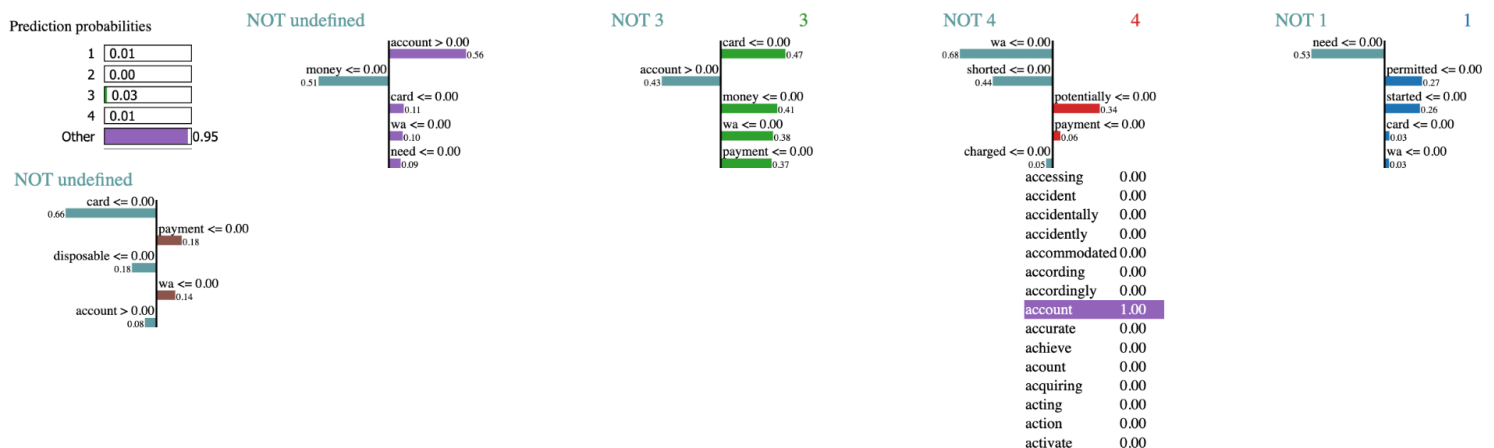 Prediction probabilities
1 0.01
2 0.00
3 0.03
4 0.01
Other 0.95
NOT undefined
account > 0.00
0.56
money <= 0.00
0.51
card <= 0.00
0.11
wa <= 0.00
0.10
need <= 0.00
0.09
NOT 3 3
card <= 0.00
0.47
account > 0.00
0.43
money <= 0.00
0.41
wa <= 0.00
0.38
payment <= 0.00
0.37
NOT 4 4
wa <= 0.00
0.68
shorted <= 0.00
0.44
potentially <= 0.00
0.34
payment <= 0.00
0.06
charged <= 0.00
0.05
NOT 1 1
need <= 0.00
0.53
permitted <= 0.00
0.27
started <= 0.00
0.26
card <= 0.00
0.03
wa <= 0.00
0.03
NOT undefined
card <= 0.00
0.66
payment <= 0.00
0.18
disposable <= 0.00
0.18
wa <= 0.00
0.14
account > 0.00
0.08
accessing 0.00
accident 0.00
accidentally 0.00
accidently 0.00
accommodated 0.00
according 0.00
accordingly 0.00
account 1.00
accurate 0.00
achieve 0.00
acount 0.00
acquiring 0.00
acting 0.00
action 0.00
activate 0.00